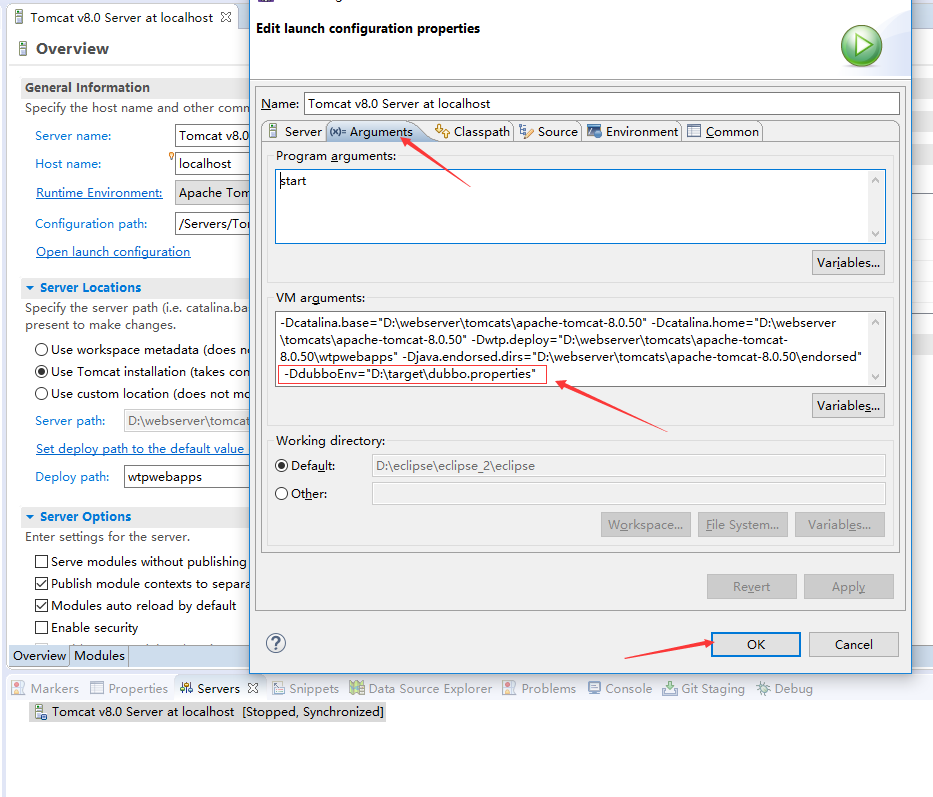 Tomcat v8.0 Server at localhost
Overview
General Information
Specify the host name and other com
Server name:
Tomcat v8.0
Host name:
localhost
Runtime Environment:
Apache Tom
Configuration path:
/Servers/Tom
Open launch configuration
Server Locations
Specify the server path (i.e. catalina.ba
present to make changes.
Use workspace metadata (does n
Use Tomcat installation (takes con
Use custom location (does not mo
Server path:
D:\webserver\tomcat
Set deploy path to the default value
Deploy path:
wtpwebapps
Server Options
Enter settings for the server.
Serve modules without publishing
Publish module contexts to separa
Modules auto reload by default
Enable security
Overview Modules
Edit launch configuration properties
Name: Tomcat v8.0 Server at localhost
Server (x)= Arguments Classpath Source Environment Common
Program arguments:
start
Variables...
VM arguments:
-Dcatalina.base="D:\webserver\tomcats\apache-tomcat-8.0.50" -Dcatalina.home="D:\webserver
\tomcats\apache-tomcat-8.0.50" -Dwtp.deploy="D:\webserver\tomcats\apache-tomcat-
8.0.50\wtpwebapps" -Djava.endorsed.dirs="D:\webserver\tomcats\apache-tomcat-8.0.50\endorsed"
-DdubboEnv="D:\target\dubbo.properties"
Variables...
Working directory:
Default: D:\eclipse\eclipse_2\eclipse
Other:
Workspace... File System... Variables...
Revert Apply
? OK Cancel
Markers Properties Servers Snippets Data Source Explorer Problems Console Git Staging Debug
Tomcat v8.0 Server at localhost [Stopped, Synchronized]